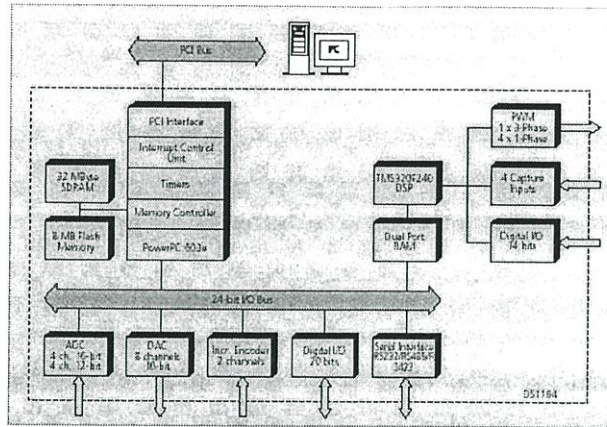 PCI Bus
PC
PCI Interface
Interrupt Control
Unit
Timers
Memory Controller
PowerPC 603e
32 MByte
SDRAM
8 MB Flash
Memory
TMS320F240
DSP
Dual Port
RAM
PWM
1 x 3-Phase
4 x 1-Phase
4 Capture
Inputs
Digital I/O
14 bits
24-bit I/O Bus
ADC
4 ch. 16-bit
4 ch. 12-bit
DAC
8 channels
Incr. Encoder
2 channels
Digital I/O
20 bits
Serial Interface
RS232/RS485/
DS1104